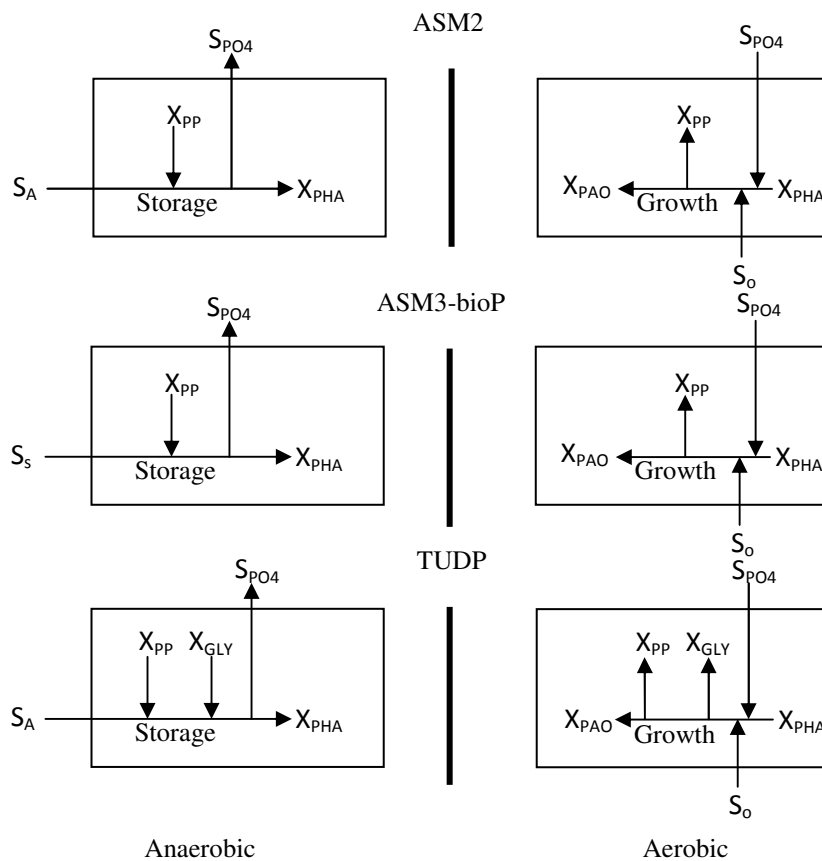 ASM2
S_PO4
X_PP
S_A
Storage
X_PHA
S_PO4
X_PP
X_PAO
Growth
X_PHA
S_o
ASM3-bioP
S_PO4
X_PP
S_s
Storage
X_PHA
S_PO4
X_PP
X_PAO
Growth
X_PHA
S_o
TUDP
S_PO4
X_PP X_GLY
S_A
Storage
X_PHA
S_PO4
X_PP X_GLY
X_PAO
Growth
X_PHA
S_o
Anaerobic
Aerobic